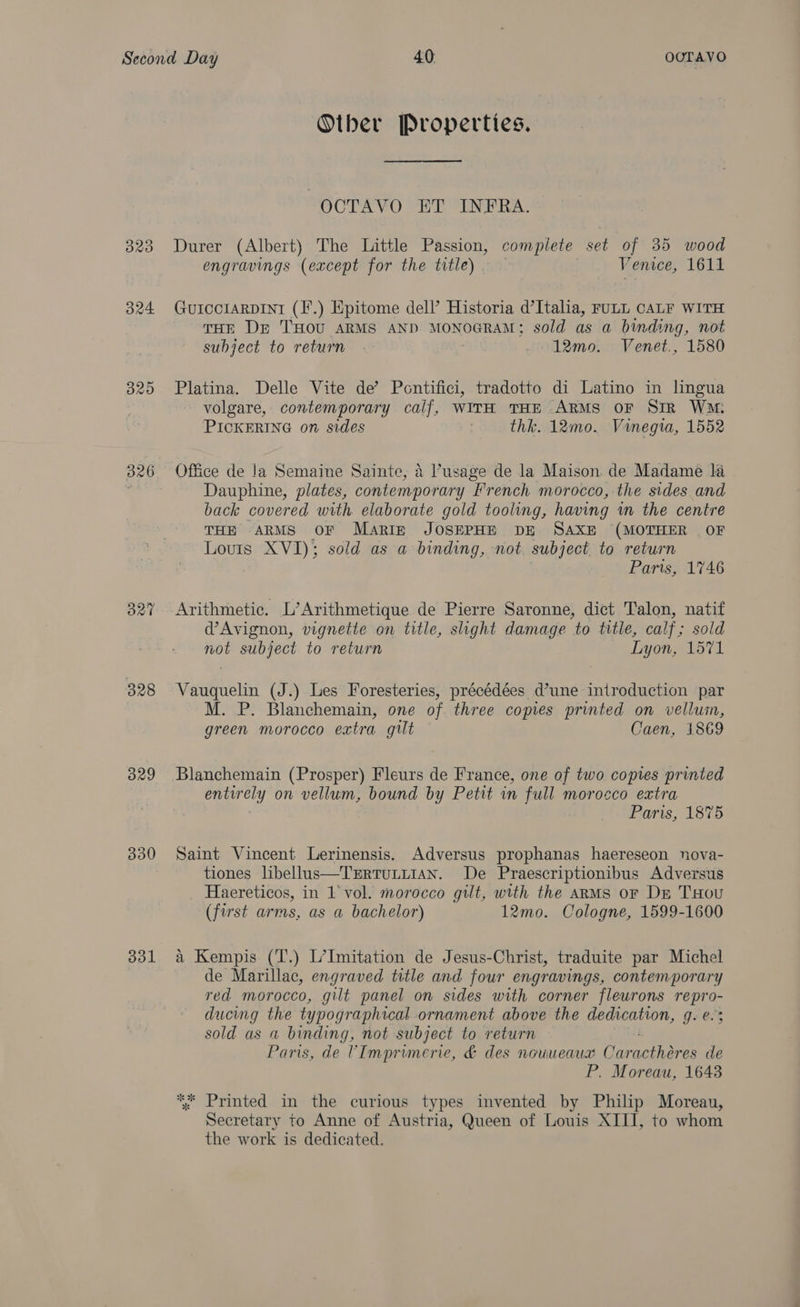 Second Day 40 OCTAVO
Other Properties.
OCTAVO ET INFRA.
323 Durer (Albert) The Little Passion, complete set of 35 wood
engravings (except for the title) Venice, 1611
324 GUICCIARDINI (F.) Epitome dell' Historia d'Italia, FULL CALF WITH
THE DE THOU ARMS AND MONOGRAM; sold as a binding, not
subject to return 12mo. Venet., 1580
325 Platina. Delle Vite de' Pontifici, tradotto di Latino in lingua
volgare, contemporary calf, WITH THE ARMS OF SIR WM.
PICKERING on sides thk. 12mo. Vinegia, 1552
326 Office de la Semaine Sainte, à l'usage de la Maison de Madame la
Dauphine, plates, contemporary French morocco, the sides and
back covered with elaborate gold tooling, having in the centre
THE ARMS OF MARIE JOSEPHE DE SAXE (MOTHER OF
LOUIS XVI); sold as a binding, not subject to return
Paris, 1746
327 Arithmetic. L'Arithmetique de Pierre Saronne, dict Talon, natif
d'Avignon, vignette on title, slight damage to title, calf; sold
not subject to return Lyon, 1571
328 Vauquelin (J.) Les Foresteries, précédées d'une introduction par
M. P. Blanchemain, one of three copies printed on vellum,
green morocco extra gilt Caen, 1869
329 Blanchemain (Prosper) Fleurs de France, one of two copies printed
entirely on vellum, bound by Petit in full morocco extra
Paris, 1875
330 Saint Vincent Lerinensis. Adversus prophanas haereseon nova-
tiones libellus—TERTULLIAN. De Praescriptionibus Adversus
Haereticos, in 1 vol. morocco gilt, with the ARMS OF DE THOU
(first arms, as a bachelor) 12mo. Cologne, 1599-1600
331 à Kempis (T.) L'Imitation de Jesus-Christ, traduite par Michel
de Marillac, engraved title and four engravings, contemporary
red morocco, gilt panel on sides with corner fleurons repro-
ducing the typographical ornament above the dedication, g. e.;
sold as a binding, not subject to return
Paris, de l'Imprimerie, & des nouueaux Caracthères de
P. Moreau, 1643
*** Printed in the curious types invented by Philip Moreau,
Secretary to Anne of Austria, Queen of Louis XIII, to whom
the work is dedicated.